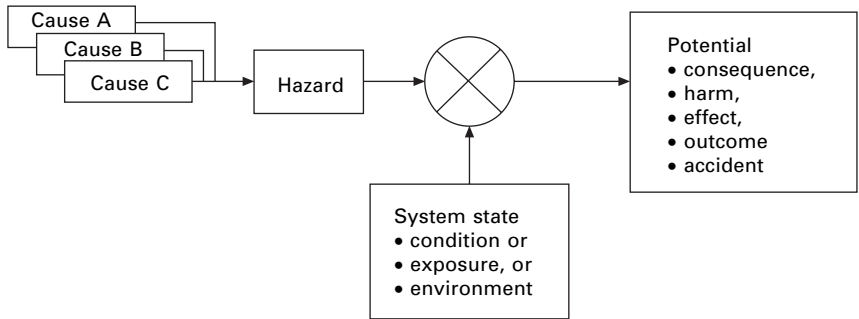 Cause A
Cause B
Cause C
Hazard
Potential
• consequence,
• harm,
• effect,
• outcome
• accident
System state
• condition or
• exposure, or
• environment